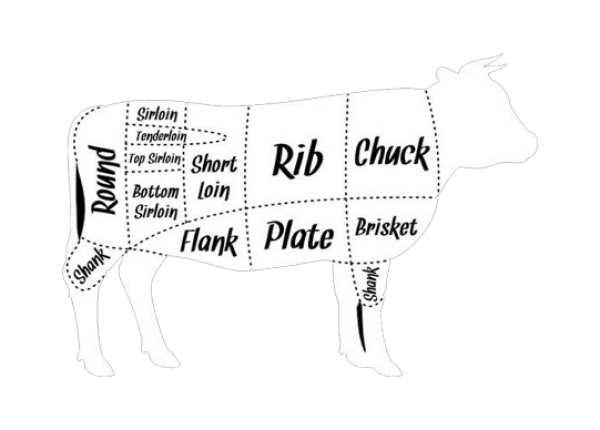 Sirloin
Tenderloin
Top Sirloin
Bottom
Sirloin
Round
Short
Loin
Rib
Chuck
Flank
Plate
Brisket
Shank
Shank